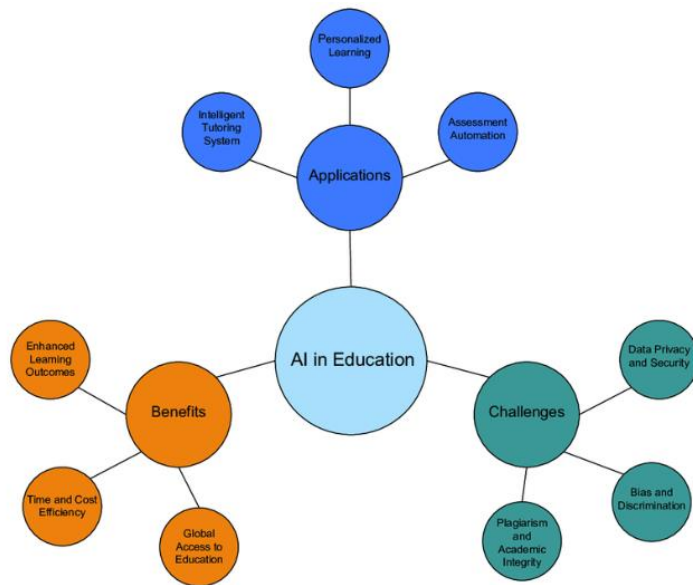 Personalized
Learning
Intelligent
Tutoring
System
Assessment
Automation
Applications
AI in Education
Enhanced
Learning
Outcomes
Benefits
Time and Cost
Efficiency
Global
Access to
Education
Data Privacy
and Security
Challenges
Bias and
Discrimination
Plagiarism
and
Academic
Integrity